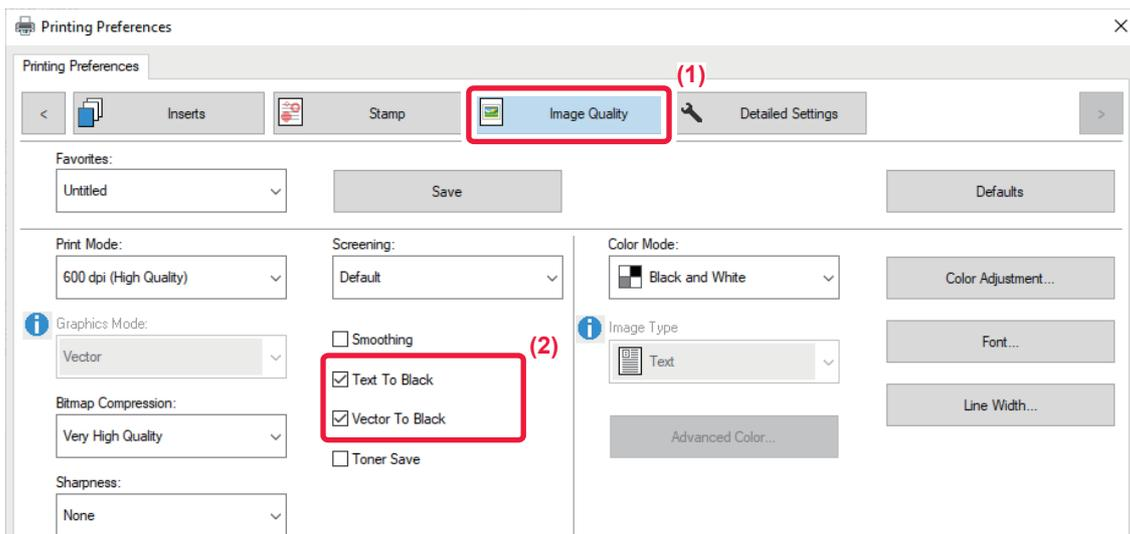 Printing Preferences
Printing Preferences
(1)
< Inserts Stamp Image Quality Detailed Settings >
Favorites:
Untitled Save Defaults
Print Mode: Screening: Color Mode:
600 dpi (High Quality) Default Black and White Color Adjustment...
Graphics Mode: Image Type
Vector Smoothing Text Font...
(2)
Text To Black
Bitmap Compression: Vector To Black Line Width...
Very High Quality Advanced Color...
Toner Save
Sharpness:
None